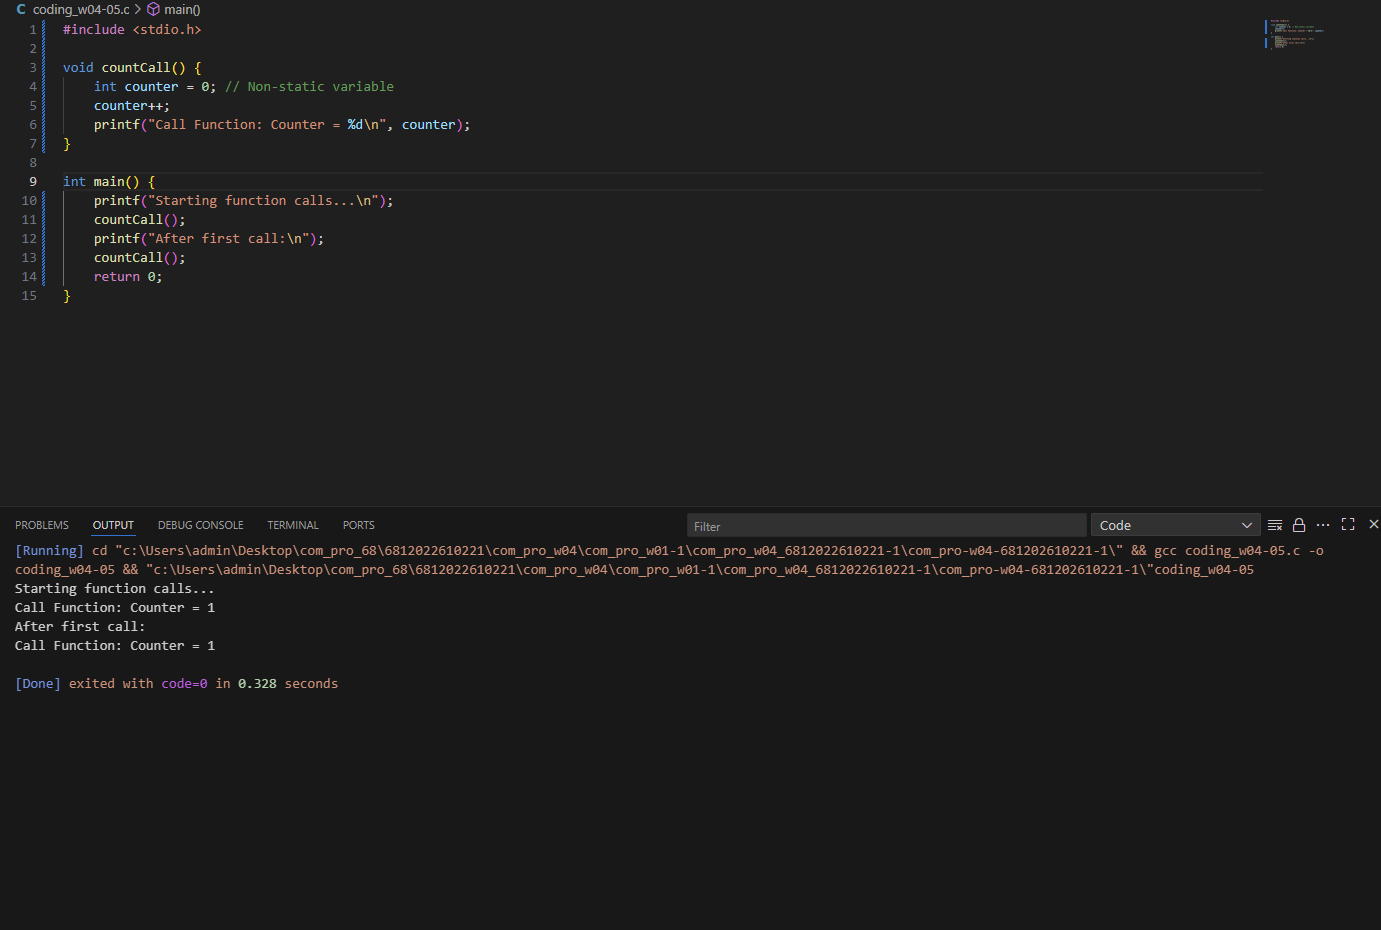 coding_w04-05.c > main()
1 #include <stdio.h>
2
3 void countCall() {
4 int counter = 0; // Non-static variable
5 counter++;
6 printf("Call Function: Counter = %d\n", counter);
7 }
8
9 int main() {
10 printf("Starting function calls...\n");
11 countCall();
12 printf("After first call:\n");
13 countCall();
14 return 0;
15 }
PROBLEMS OUTPUT DEBUG CONSOLE TERMINAL PORTS Filter Code
[Running] cd "c:\Users\admin\Desktop\com_pro_68\6812022610221\com_pro_w04\com_pro_w01-1\com_pro_w04_6812022610221-1\com_pro-w04-681202610221-1\" && gcc coding_w04-05.c -o
coding_w04-05 && "c:\Users\admin\Desktop\com_pro_68\6812022610221\com_pro_w04\com_pro_w01-1\com_pro_w04_6812022610221-1\com_pro-w04-681202610221-1\"coding_w04-05
Starting function calls...
Call Function: Counter = 1
After first call:
Call Function: Counter = 1
[Done] exited with code=0 in 0.328 seconds